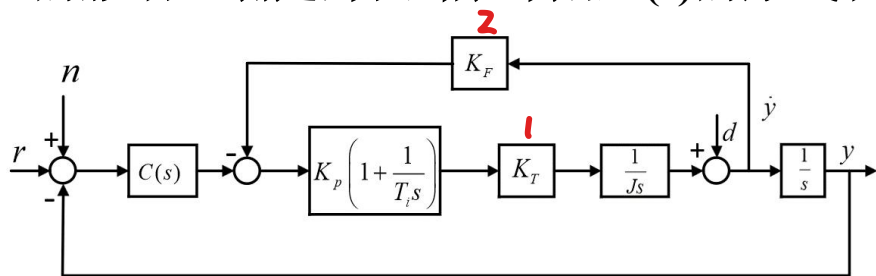 2
K_F
n
ẏ
1
+
d
r
+
C(s)
-
K_p(1+1/(T_i s))
K_T
1/(Js)
1/s
y
-